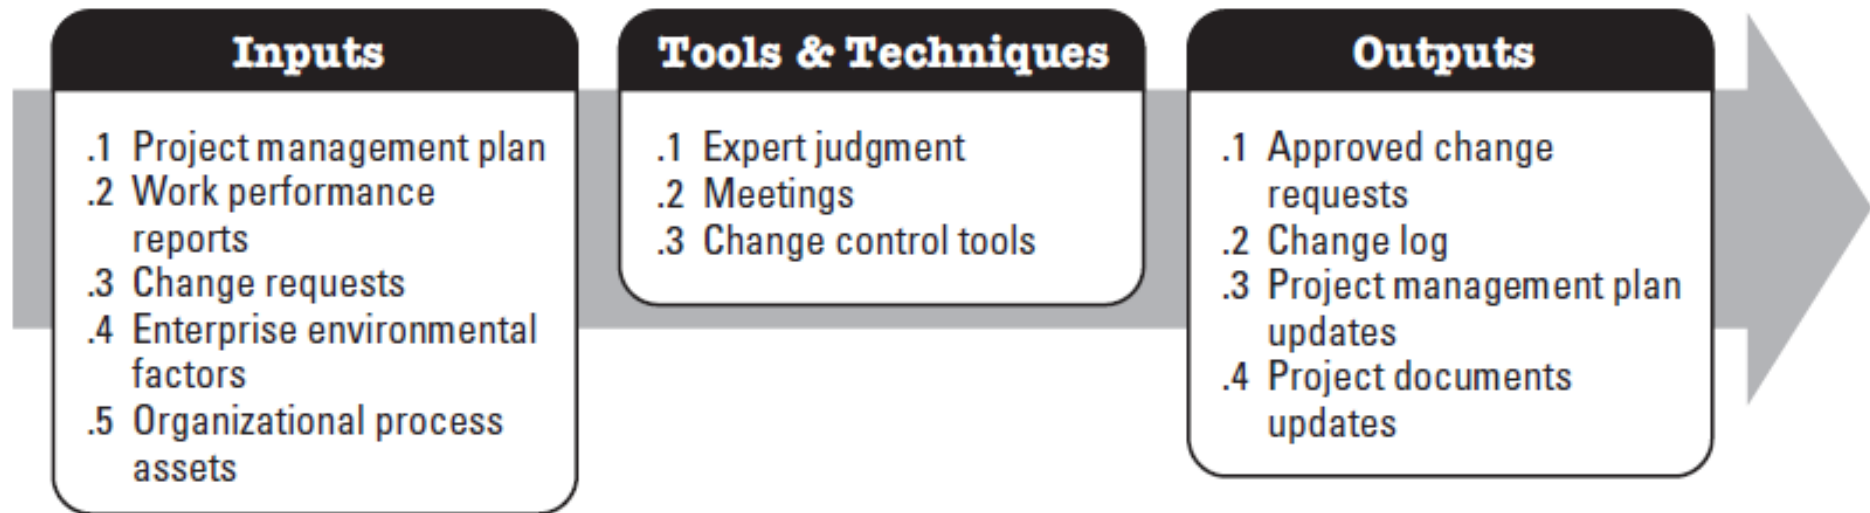 Inputs
.1 Project management plan
.2 Work performance
reports
.3 Change requests
.4 Enterprise environmental
factors
.5 Organizational process
assets
Tools & Techniques
.1 Expert judgment
.2 Meetings
.3 Change control tools
Outputs
.1 Approved change
requests
.2 Change log
.3 Project management plan
updates
.4 Project documents
updates